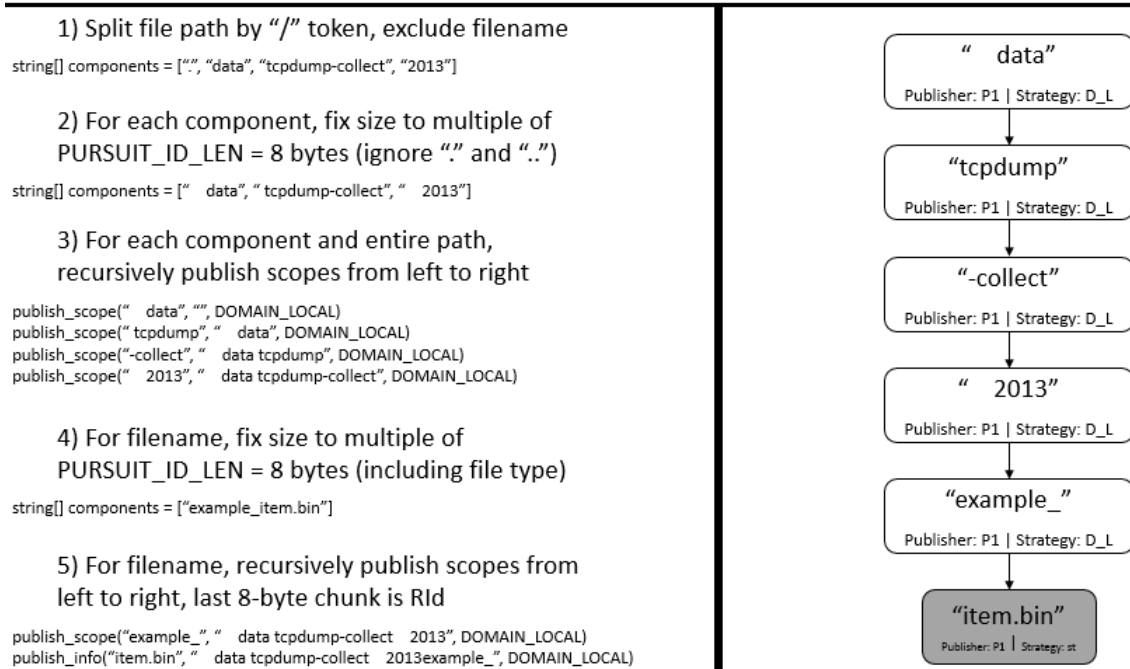 1) Split file path by “/” token, exclude filename
string[] components = [“.”, “data”, “tcpdump-collect”, “2013”]
2) For each component, fix size to multiple of
PURSUIT_ID_LEN = 8 bytes (ignore “.” and “..”)
string[] components = [“    data”, “ tcpdump-collect”, “    2013”]
3) For each component and entire path,
recursively publish scopes from left to right
publish_scope(“    data”, “”, DOMAIN_LOCAL)
publish_scope(“ tcpdump”, “    data”, DOMAIN_LOCAL)
publish_scope(“-collect”, “    data tcpdump”, DOMAIN_LOCAL)
publish_scope(“    2013”, “    data tcpdump-collect”, DOMAIN_LOCAL)
4) For filename, fix size to multiple of
PURSUIT_ID_LEN = 8 bytes (including file type)
string[] components = [“example_item.bin”]
5) For filename, recursively publish scopes from
left to right, last 8-byte chunk is RId
publish_scope(“example_”, “    data tcpdump-collect    2013”, DOMAIN_LOCAL)
publish_info(“item.bin”, “    data tcpdump-collect    2013example_”, DOMAIN_LOCAL)
“    data”
Publisher: P1 | Strategy: D_L
“tcpdump”
Publisher: P1 | Strategy: D_L
“-collect”
Publisher: P1 | Strategy: D_L
“    2013”
Publisher: P1 | Strategy: D_L
“example_”
Publisher: P1 | Strategy: D_L
“item.bin”
Publisher: P1 | Strategy: st